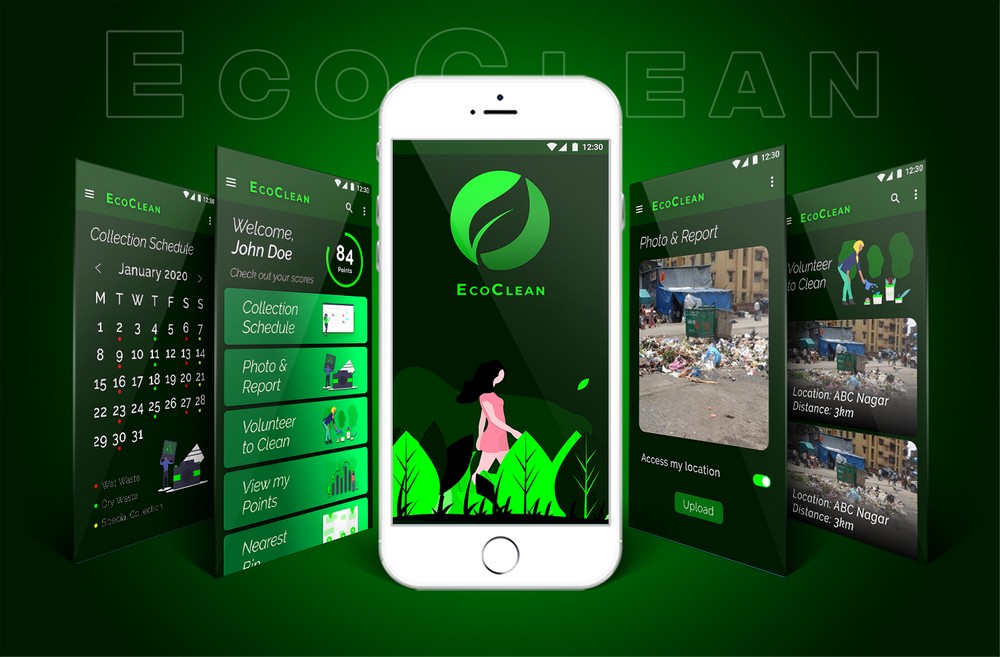 EcoClean
12:30
EcoClean
Collection Schedule
January 2020
M T W T F S S
1 2 3 4 5 6 7
8 9 10 11 12 13 14
15 16 17 18 19 20 21
22 23 24 25 26 27 28
29 30 31
Wet Waste
Dry Waste
Special Collection
12:30
EcoClean
Welcome,
John Doe
84
Points
Check out your scores
Collection
Schedule
Photo &
Report
Volunteer
to Clean
View my
Points
Nearest
Bin
12:30
EcoClean
12:30
EcoClean
Photo & Report
Access my location
Upload
12:30
EcoClean
Volunteer
to Clean
Location: ABC Nagar
Distance: 3km
Location: ABC Nagar
Distance: 3km